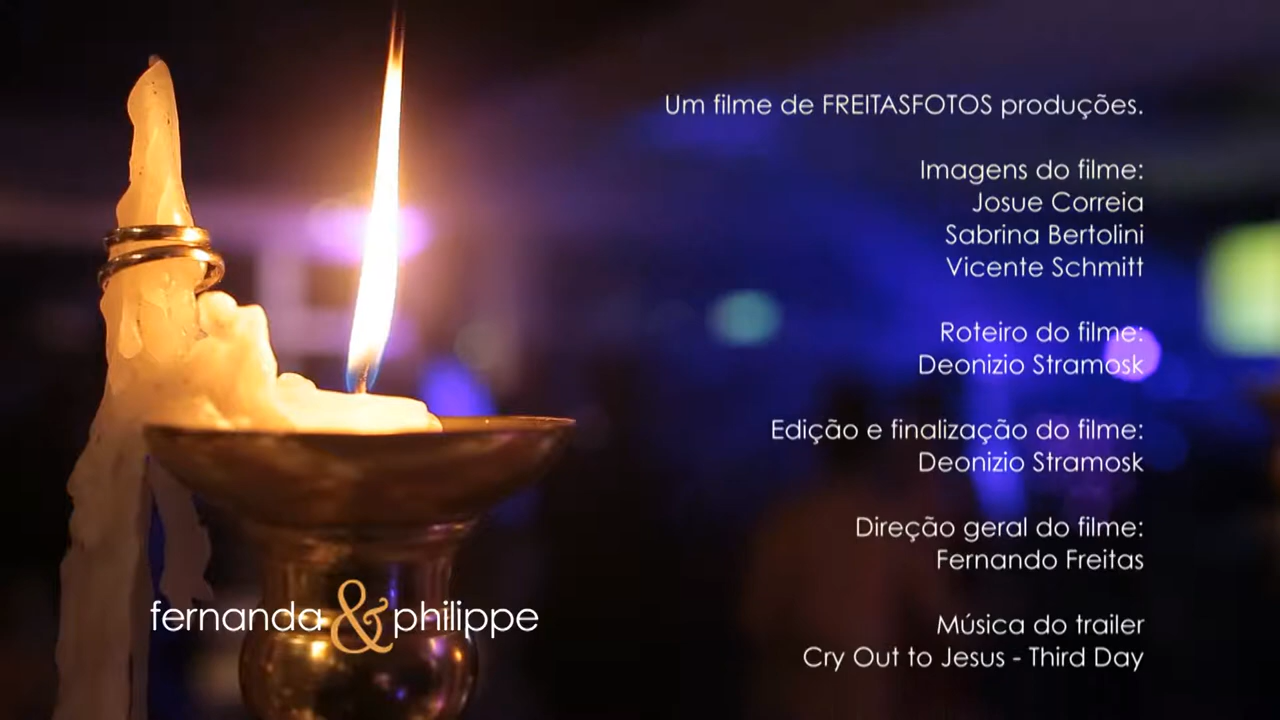 Um filme de FREITASFOTOS produções.
Imagens do filme:
Josue Correia
Sabrina Bertolini
Vicente Schmitt
Roteiro do filme:
Deonizio Stramosk
Edição e finalização do filme:
Deonizio Stramosk
Direção geral do filme:
Fernando Freitas
Música do trailer
Cry Out to Jesus - Third Day
fernanda & philippe